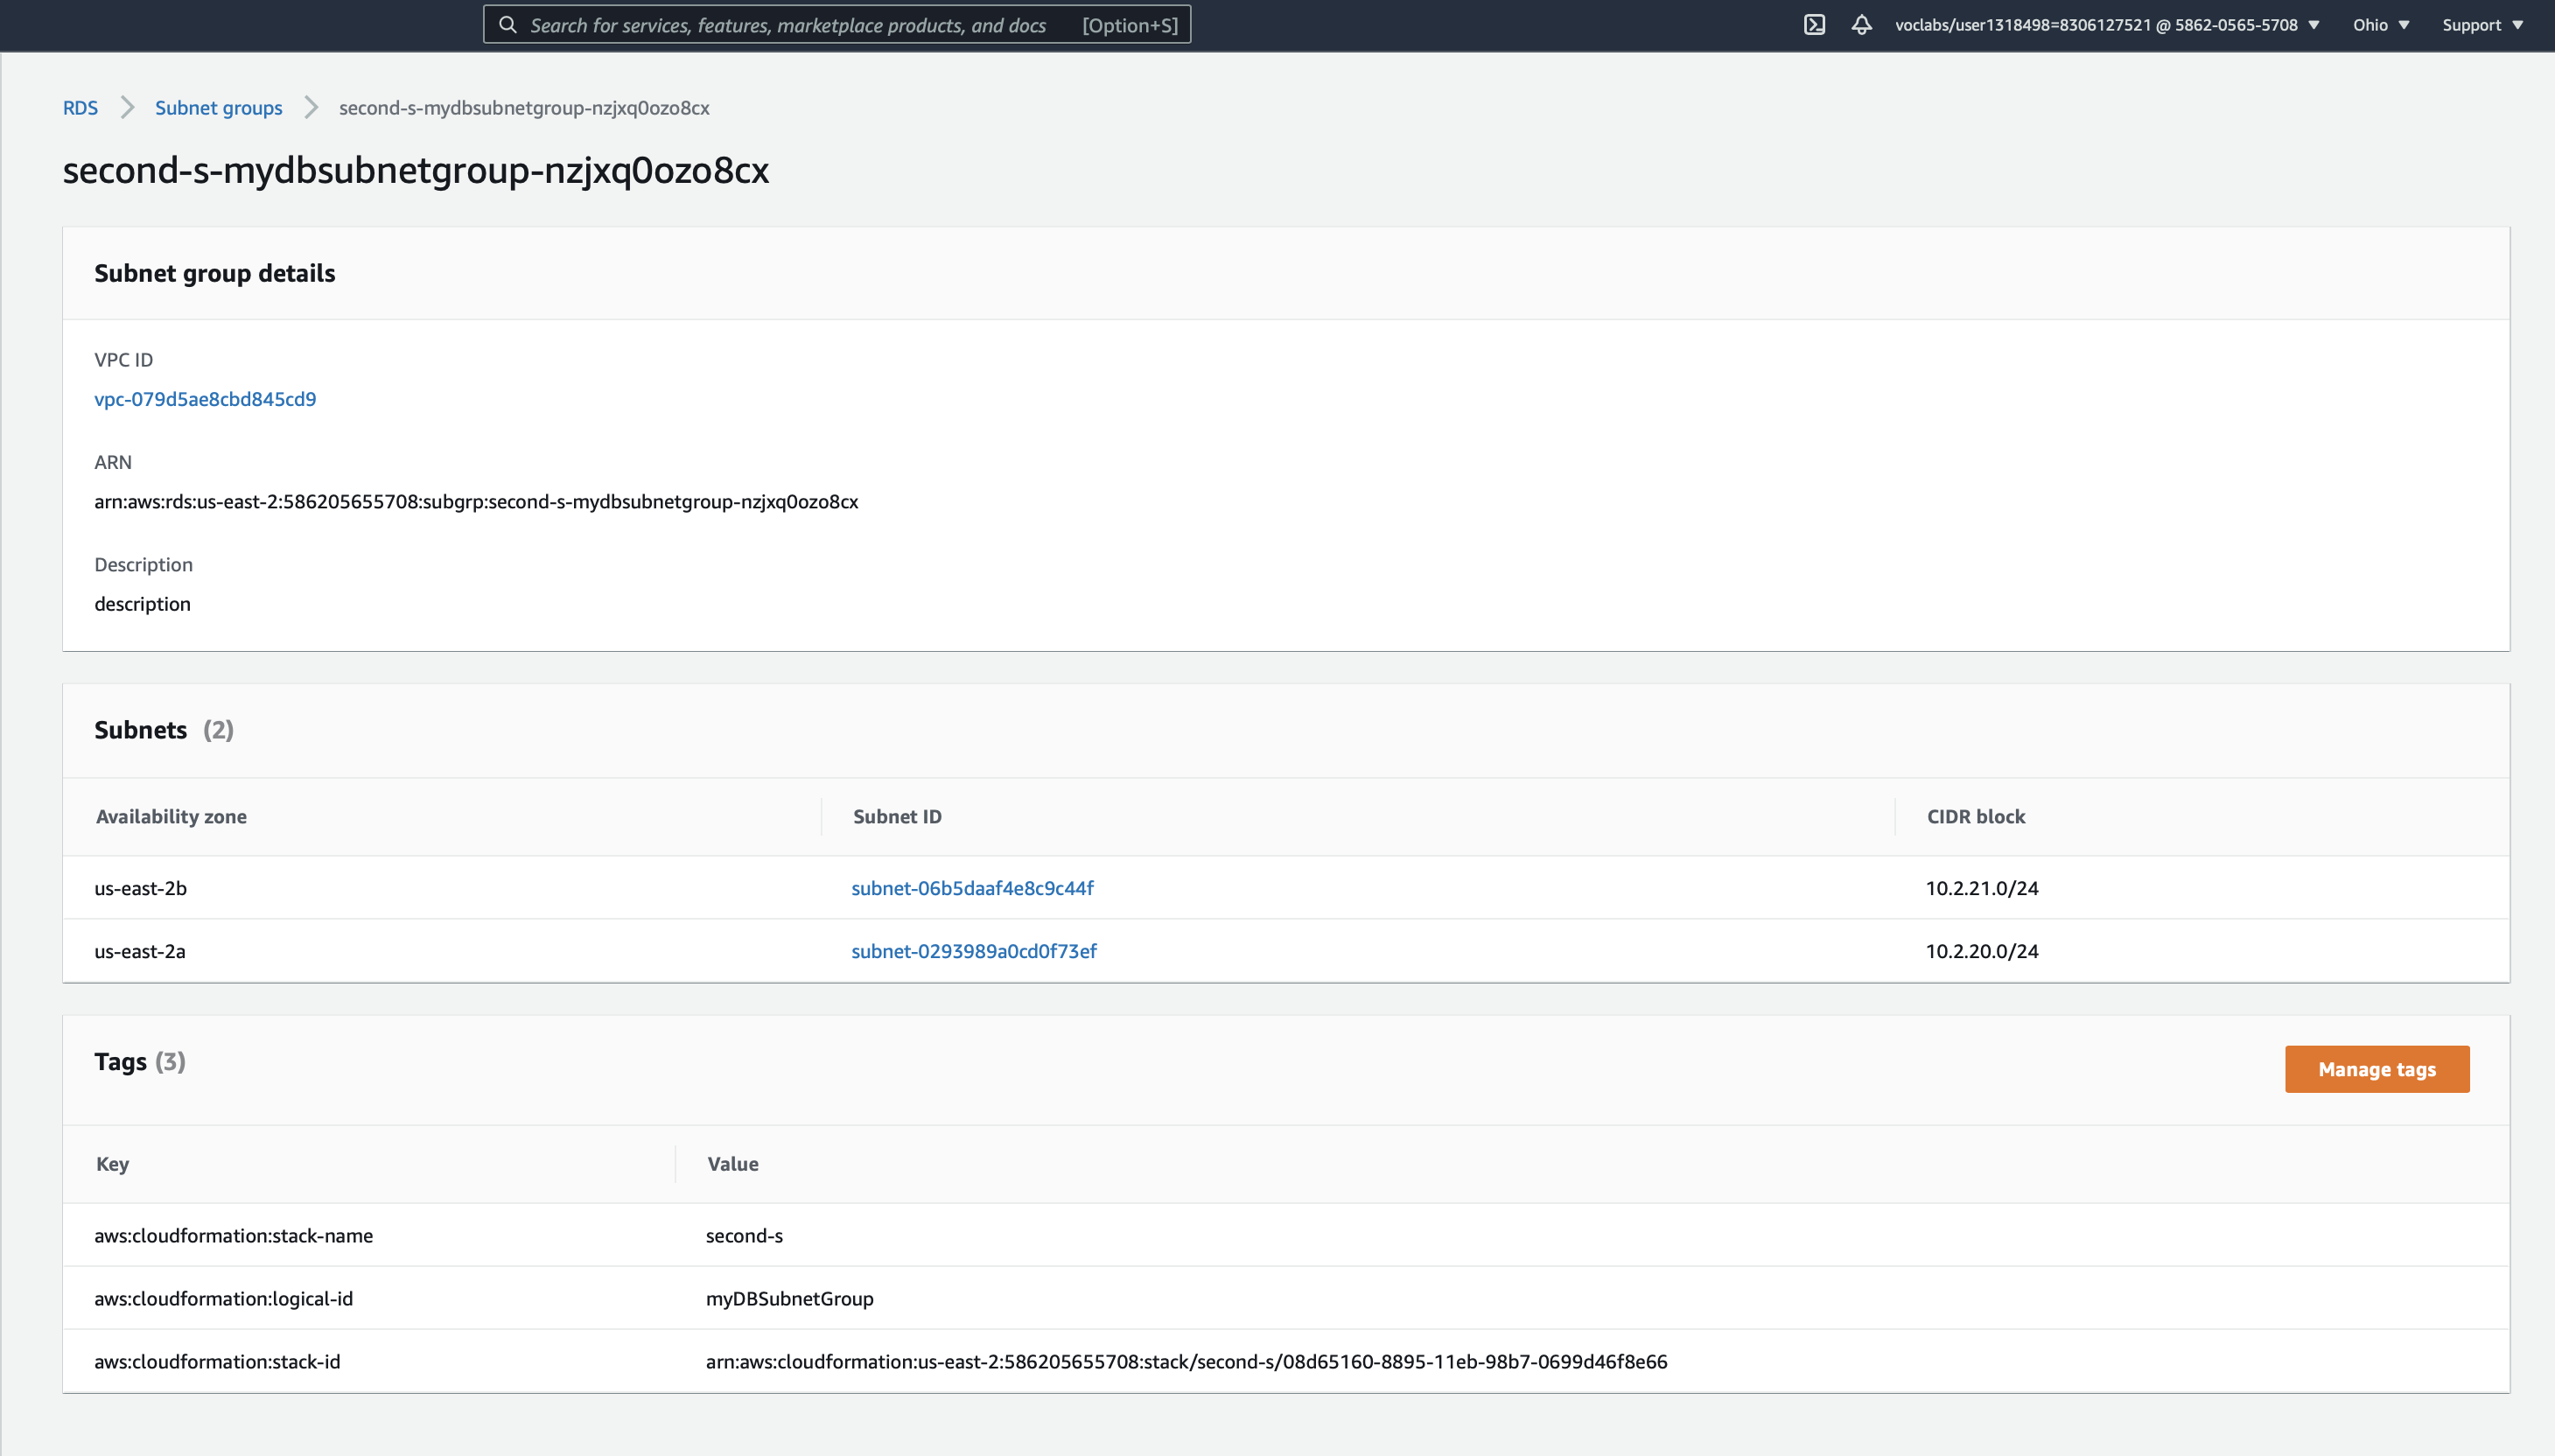 Search for services, features, marketplace products, and docs [Option+S] voclabs/user1318498=8306127521 @ 5862-0565-5708 Ohio Support
RDS Subnet groups second-s-mydbsubnetgroup-nzjxq0ozo8cx
second-s-mydbsubnetgroup-nzjxq0ozo8cx
Subnet group details
VPC ID
vpc-079d5ae8cbd845cd9
ARN
arn:aws:rds:us-east-2:586205655708:subgrp:second-s-mydbsubnetgroup-nzjxq0ozo8cx
Description
description
Subnets (2)
Availability zone Subnet ID CIDR block
us-east-2b subnet-06b5daaf4e8c9c44f 10.2.21.0/24
us-east-2a subnet-0293989a0cd0f73ef 10.2.20.0/24
Tags (3) Manage tags
Key Value
aws:cloudformation:stack-name second-s
aws:cloudformation:logical-id myDBSubnetGroup
aws:cloudformation:stack-id arn:aws:cloudformation:us-east-2:586205655708:stack/second-s/08d65160-8895-11eb-98b7-0699d46f8e66